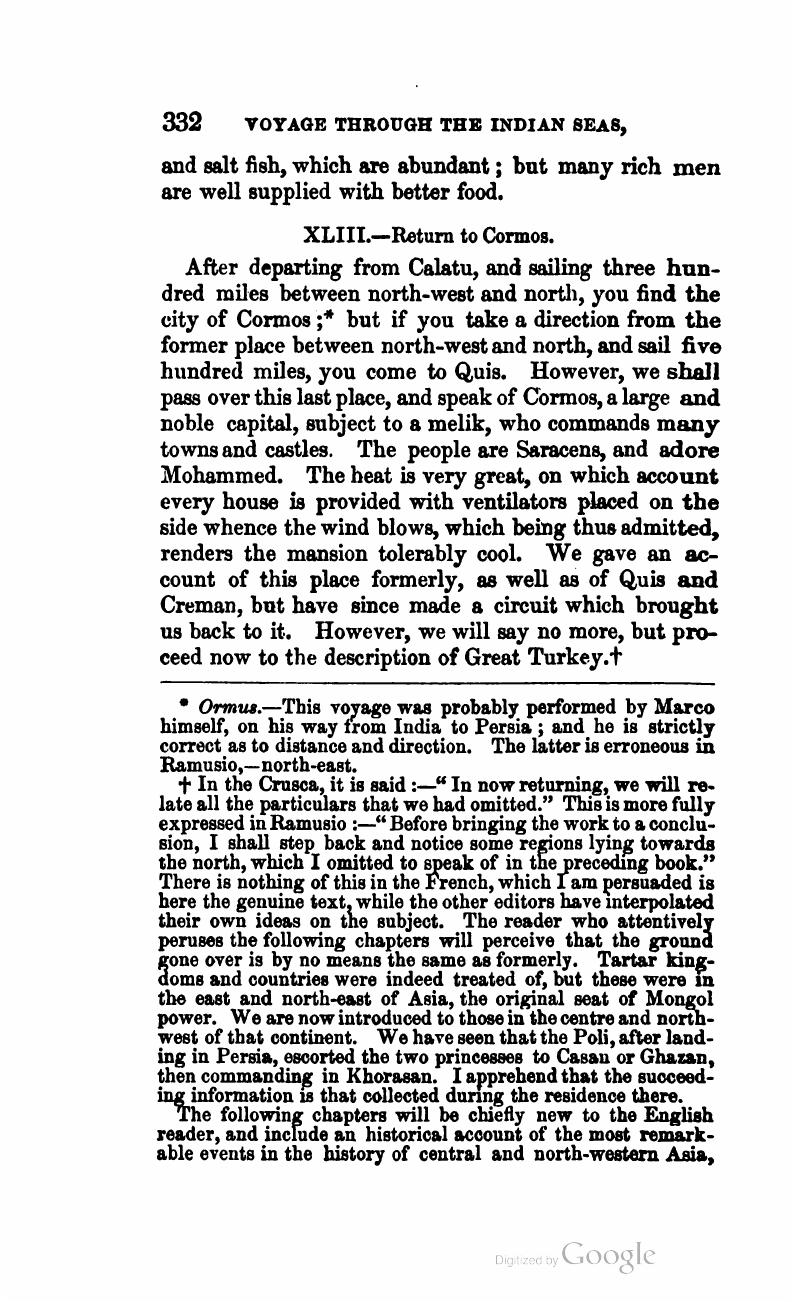 332 VOYAGE THROUGH THE INDIAN SEAS,
and salt fish, which are abundant ; but many rich men
are well supplied with better food.
XLIII.—Return to Cormos.
After departing from Calatu, and sailing three hun-
dred miles between north-west and north, you find the
city of Cormos ;* but if you take a direction from the
former place between north-west and north, and sail five
hundred miles, you come to Quis. However, we shall
pass over this last place, and speak of Cormos, a large and
noble capital, subject to a melik, who commands many
towns and castles. The people are Saracens, and adore
Mohammed. The heat is very great, on which account
every house is provided with ventilators placed on the
side whence the wind blows, which being thus admitted,
renders the mansion tolerably cool. We gave an ac-
count of this place formerly, as well as of Quis and
Creman, but have since made a circuit which brought
us back to it. However, we will say no more, but pro-
ceed now to the description of Great Turkey.†
* Ormus.—This voyage was probably performed by Marco
himself, on his way from India to Persia ; and he is strictly
correct as to distance and direction. The latter is erroneous in
Ramusio,—north-east.
† In the Crusca, it is said :—“ In now returning, we will re-
late all the particulars that we had omitted.” This is more fully
expressed in Ramusio :—“ Before bringing the work to a conclu-
sion, I shall step back and notice some regions lying towards
the north, which I omitted to speak of in the preceding book.”
There is nothing of this in the French, which I am persuaded is
here the genuine text, while the other editors have interpolated
their own ideas on the subject. The reader who attentively
peruses the following chapters will perceive that the ground
gone over is by no means the same as formerly. Tartar king-
doms and countries were indeed treated of, but these were in
the east and north-east of Asia, the original seat of Mongol
power. We are now introduced to those in the centre and north-
west of that continent. We have seen that the Poli, after land-
ing in Persia, escorted the two princesses to Casan or Ghazan,
then commanding in Khorasan. I apprehend that the succeed-
ing information is that collected during the residence there.
The following chapters will be chiefly new to the English
reader, and include an historical account of the most remark-
able events in the history of central and north-western Asia,
Digitized by Google